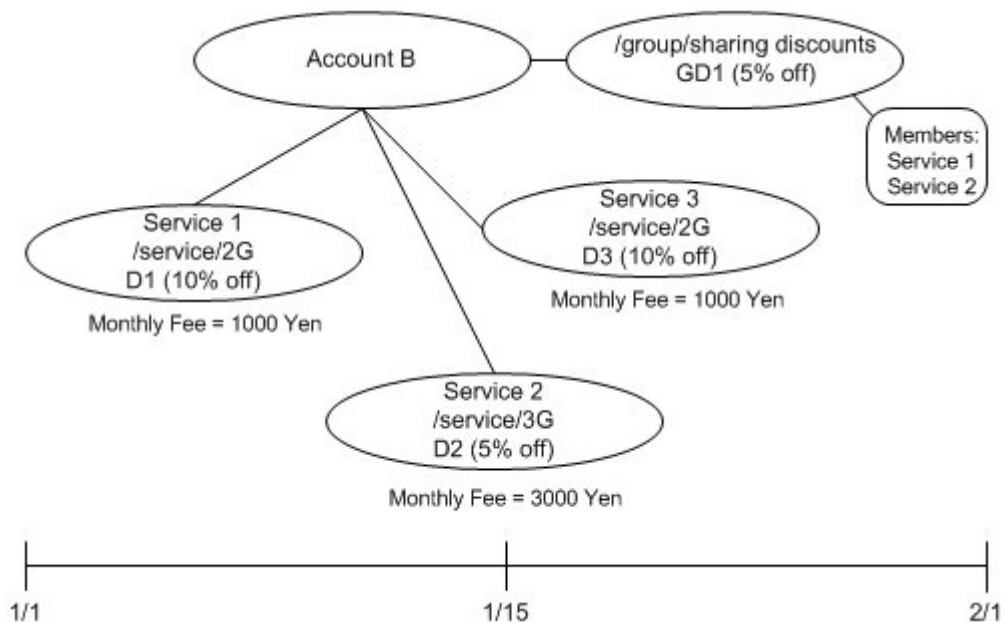 Account B
/group/sharing discounts
GD1 (5% off)
Members:
Service 1
Service 2
Service 1
/service/2G
D1 (10% off)
Monthly Fee = 1000 Yen
Service 3
/service/2G
D3 (10% off)
Monthly Fee = 1000 Yen
Service 2
/service/3G
D2 (5% off)
Monthly Fee = 3000 Yen
1/1
1/15
2/1